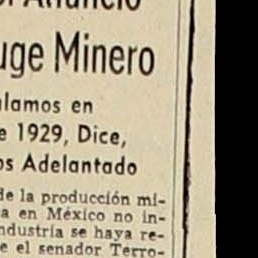 Anuncio
uge Minero
alamos en
e 1929, Dice,
os Adelantado
de la producción mi-
a en México no in-
ndustria se haya re-
e el senador Terro-